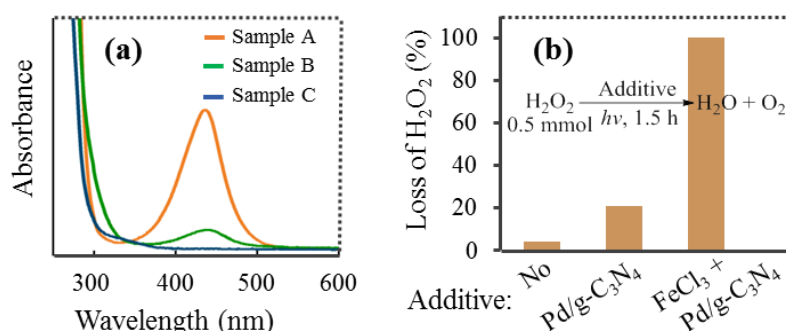 (a)
Sample A
Sample B
Sample C
Absorbance
300 400 500 600
Wavelength (nm)
(b)
Loss of H₂O₂ (%)
100
80
60
40
20
0
Additive
H₂O₂ H₂O + O₂
0.5 mmol hv, 1.5 h
Additive:
No
Pd/g-C₃N₄
FeCl₃ +
Pd/g-C₃N₄